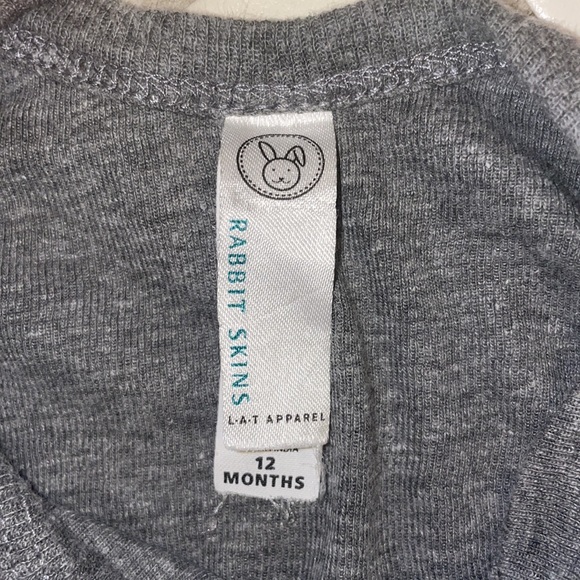 RABBIT SKINS
L·A·T APPAREL
12
MONTHS